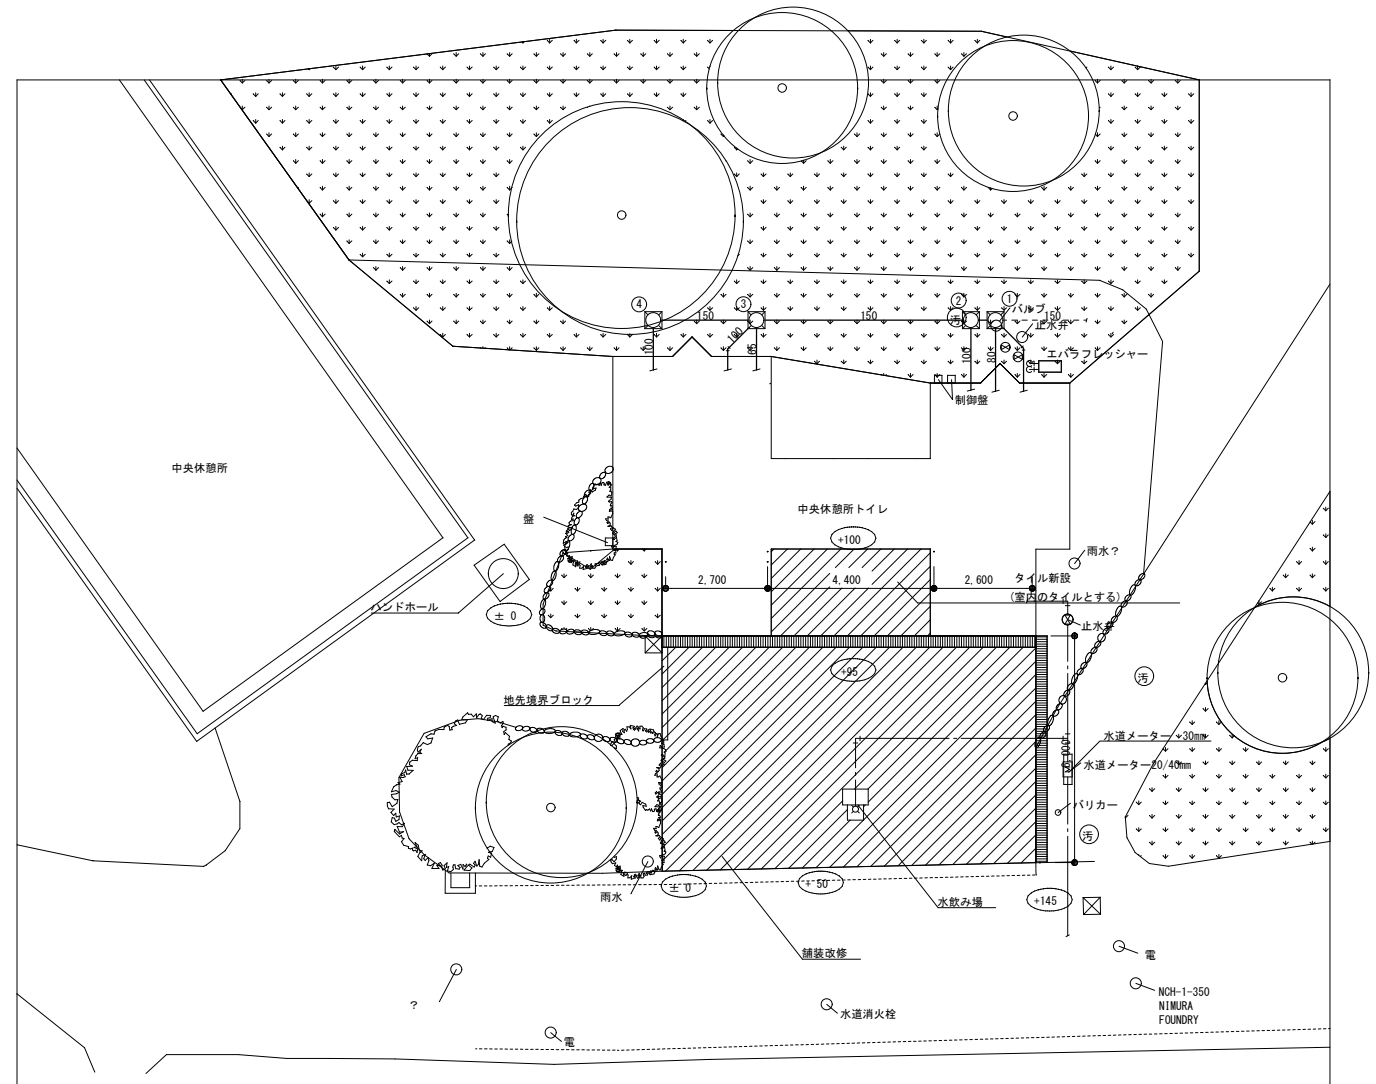 ④
③
②
①
150
150
150
汚
バルブ
止水弁
100
100
65
100
80
エバラフレッシャー
制御盤
中央休憩所
盤
中央休憩所トイレ
+100
雨水?
2,700
4,400
2,600
タイル新設
(室内のタイルとする)
ハンドホール
± 0
止水弁
+95
汚
地先境界ブロック
水道メーター 30mm
水道メーター20/40mm
バリカー
汚
± 0
+ 50
雨水
水飲み場
+145
舗装改修
電
?
NCH-1-350
NIMURA
FOUNDRY
水道消火栓
電